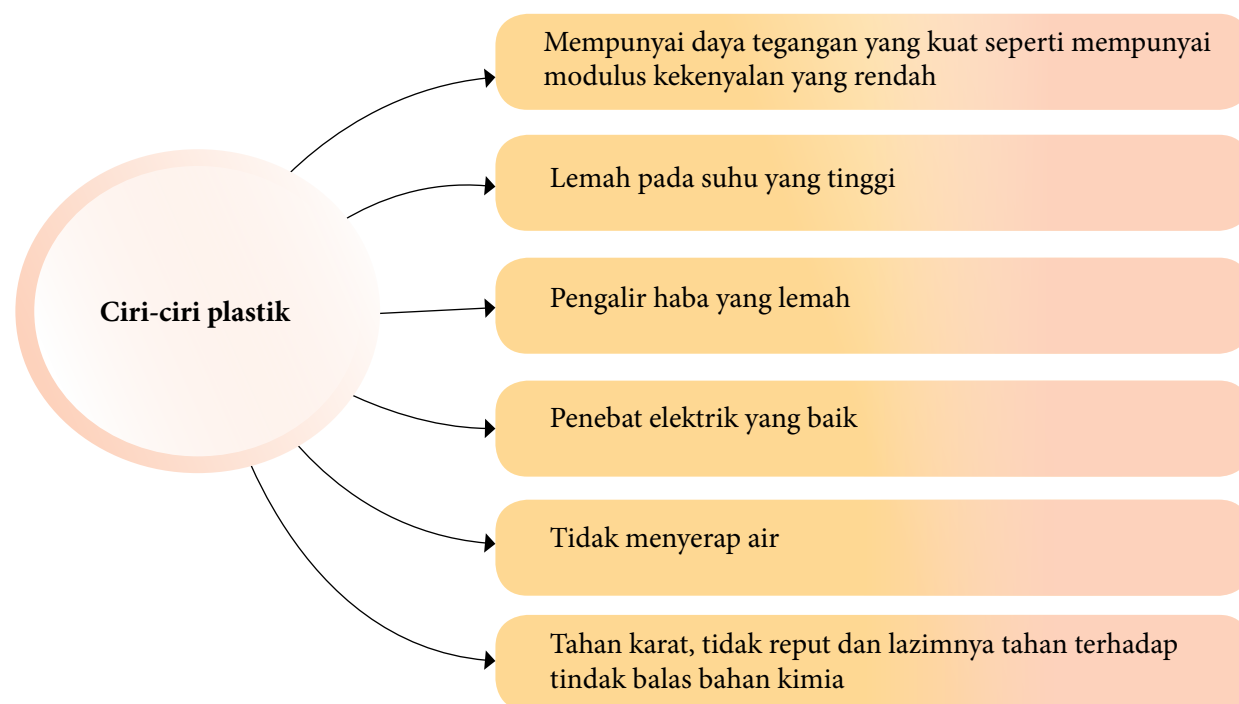 Mempunyai daya tegangan yang kuat seperti mempunyai
modulus kekenyalan yang rendah
Lemah pada suhu yang tinggi
Ciri-ciri plastik
Pengalir haba yang lemah
Penebat elektrik yang baik
Tidak menyerap air
Tahan karat, tidak reput dan lazimnya tahan terhadap
tindak balas bahan kimia